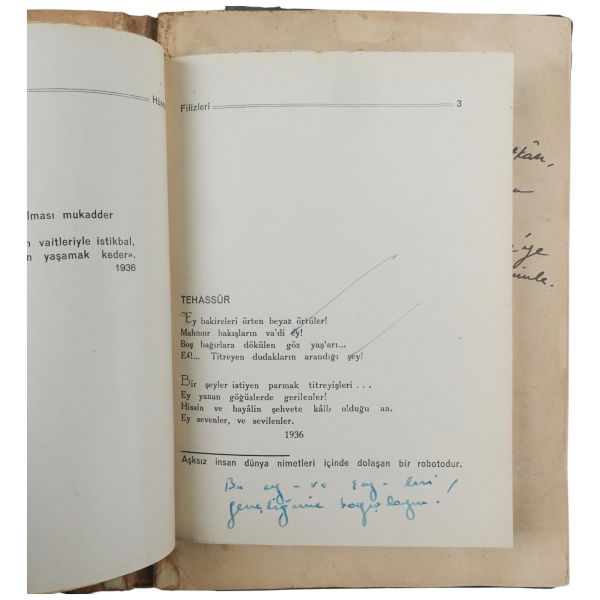 Hüse
lması mukadder
n vaitleriyle istikbal,
n yaşamak keder».
1936
Filizleri
3
TEHASSÜR
Ey bakireleri örten beyaz örtüler!
Mahmur bakışların va'di ey!
Boş bağırlara dökülen göz yaşları...
Ey!... Titreyen dudakların arandığı şey!
Bir şeyler istiyen parmak titreyişleri . . .
Ey yanan göğüslerde gerilenler!
Hissin ve hayâlin şehvete kâlb olduğu an.
Ey sevenler, ve sevilenler.
1936
Aşksız insan dünya nimetleri içinde dolaşan bir robotodur.
Bu ey - ve şey - leri
gençliğime bağışlayın!